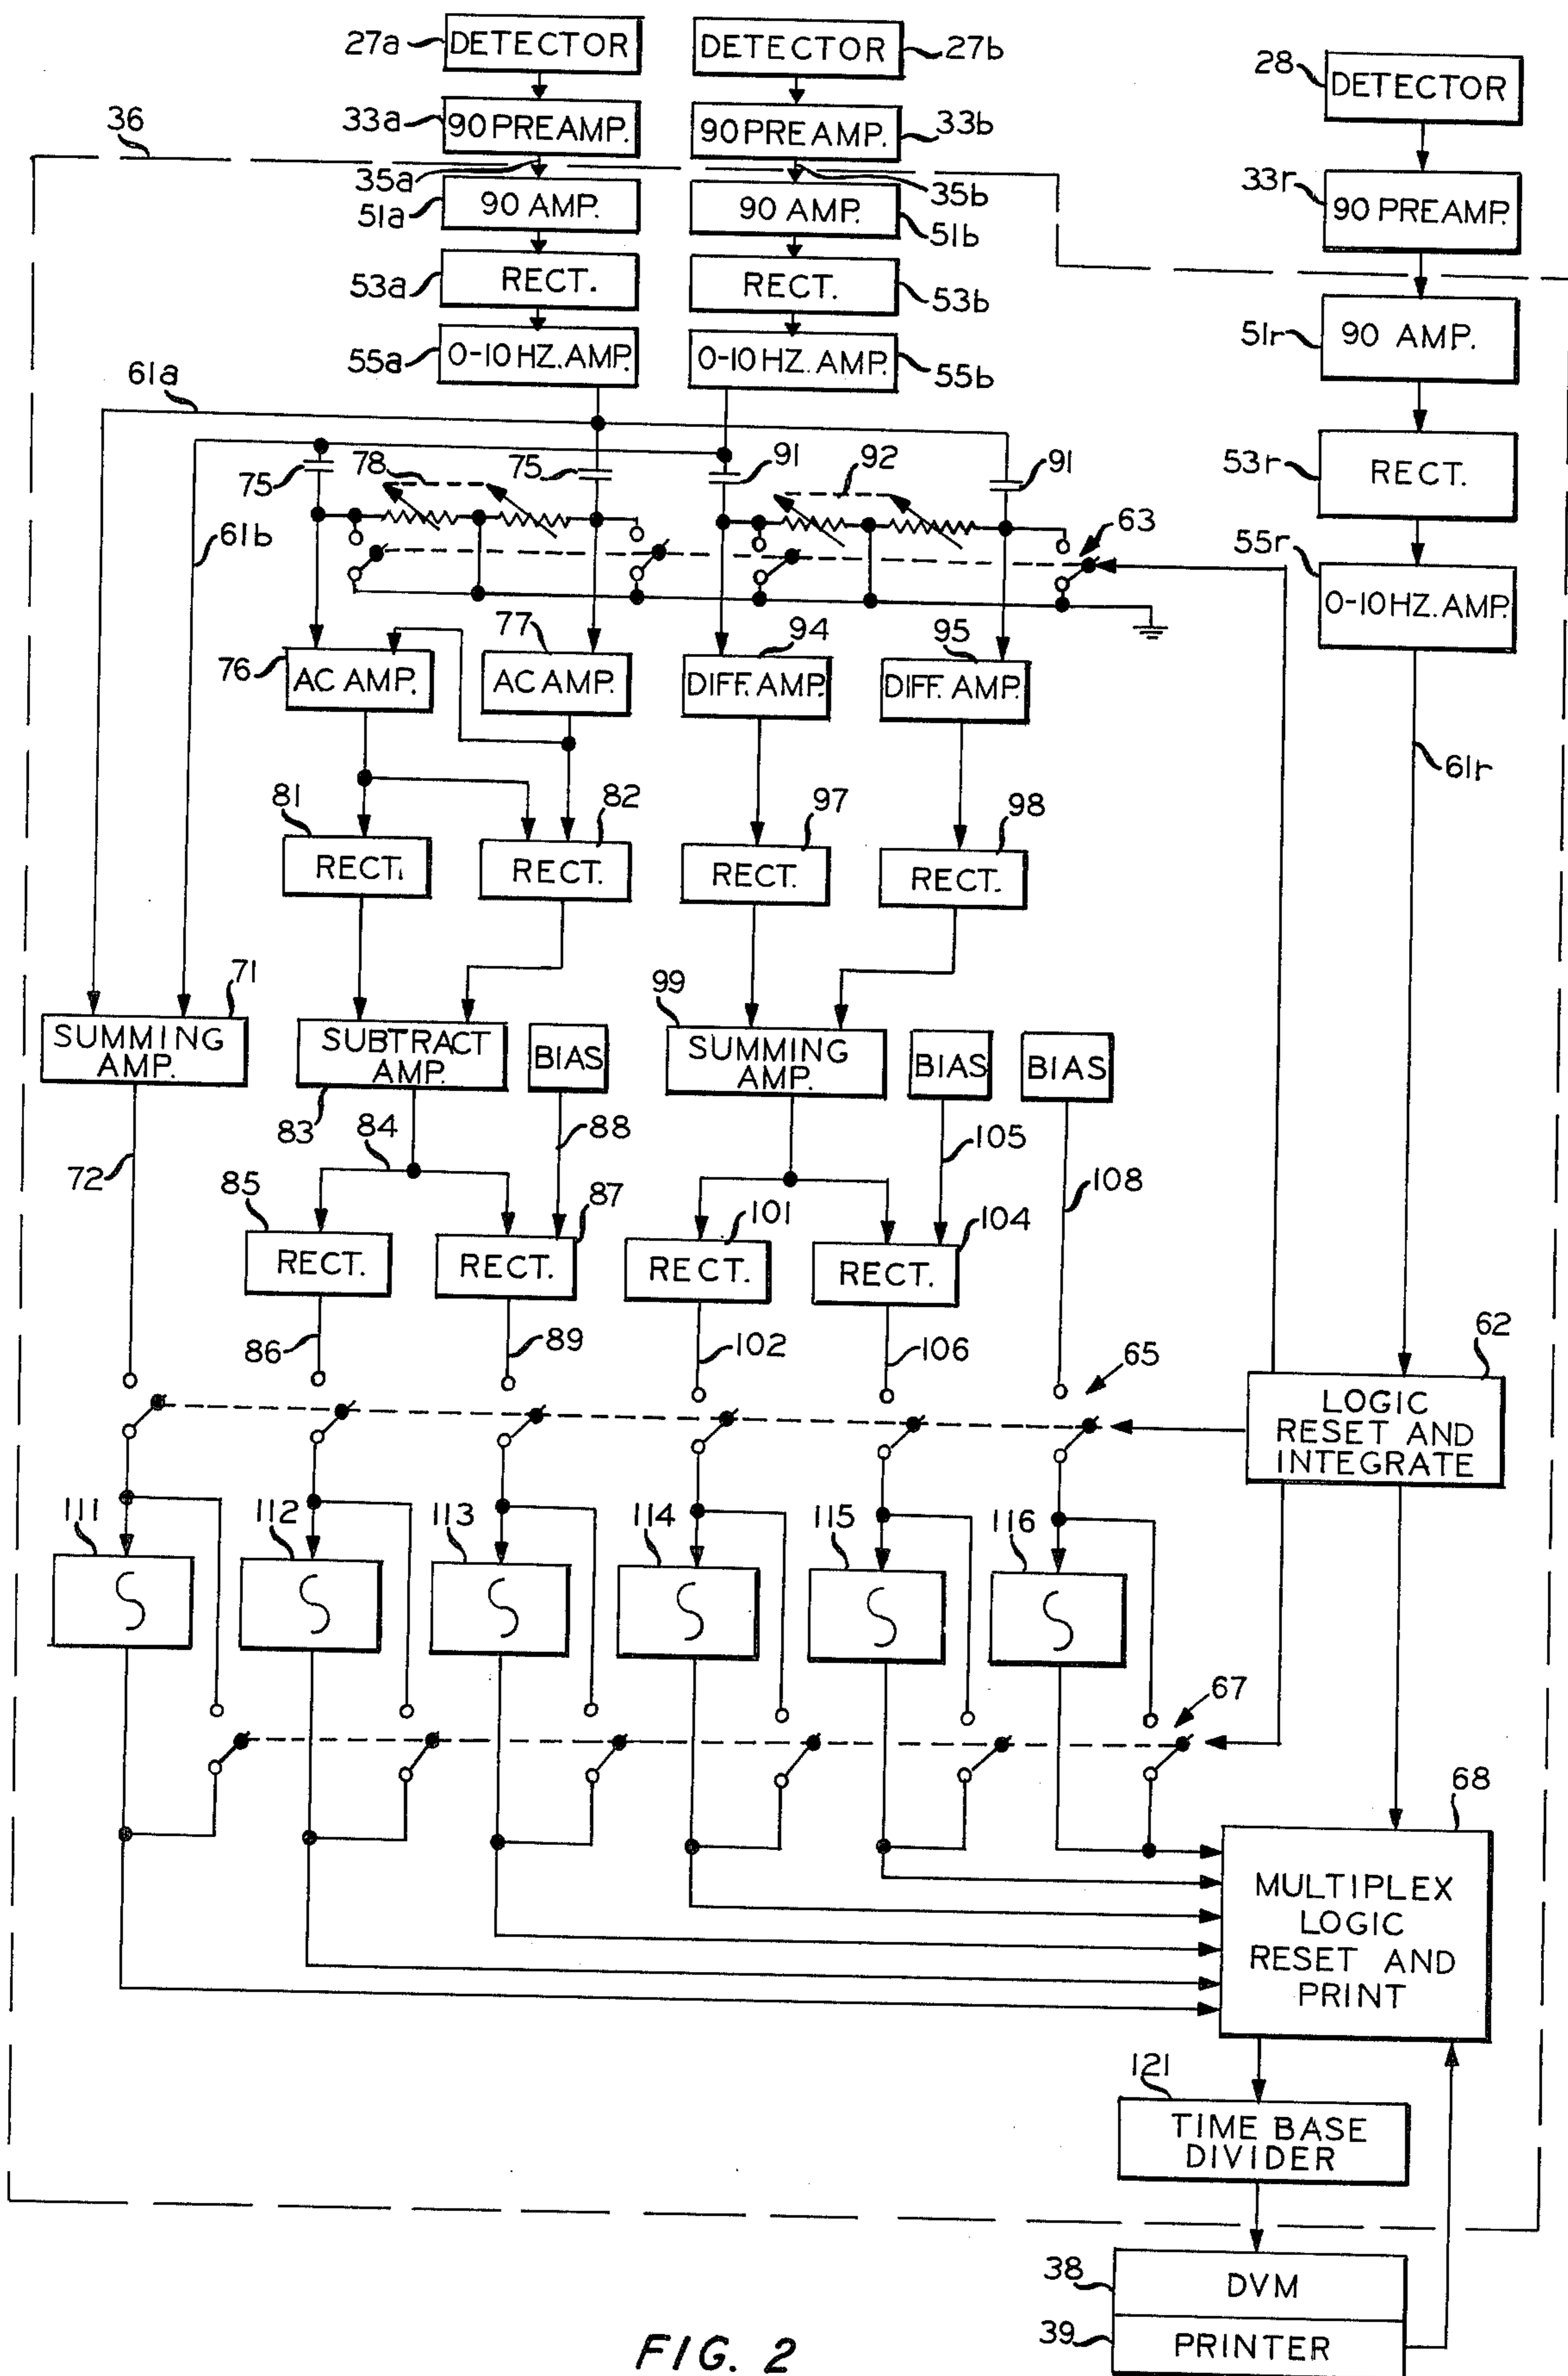 27a DETECTOR
DETECTOR 27b
28 DETECTOR
36
33a 90 PREAMP.
90 PREAMP. 33b
33r 90 PREAMP.
35a
35b
51a 90 AMP.
90 AMP. 51b
51r 90 AMP.
53a RECT.
RECT. 53b
53r RECT.
55a 0-10 HZ. AMP.
0-10 HZ. AMP. 55b
55r 0-10 HZ. AMP.
61a
75 78 75 91 92 91
61b
63
76 AC AMP.
77 AC AMP.
94 DIFF. AMP.
95 DIFF. AMP.
61r
81 RECT.
82 RECT.
97 RECT.
98 RECT.
71
SUMMING
AMP.
SUBTRACT
AMP.
83
BIAS
99
SUMMING
AMP.
BIAS
BIAS
72
84
88
105
108
85 RECT.
87 RECT.
101 RECT.
104 RECT.
86
89
102
106
65
62
LOGIC
RESET AND
INTEGRATE
111 S
112 S
113 S
114 S
115 S
116 S
67
68
MULTIPLEX
LOGIC
RESET AND
PRINT
121
TIME BASE
DIVIDER
38 DVM
39 PRINTER
FIG. 2